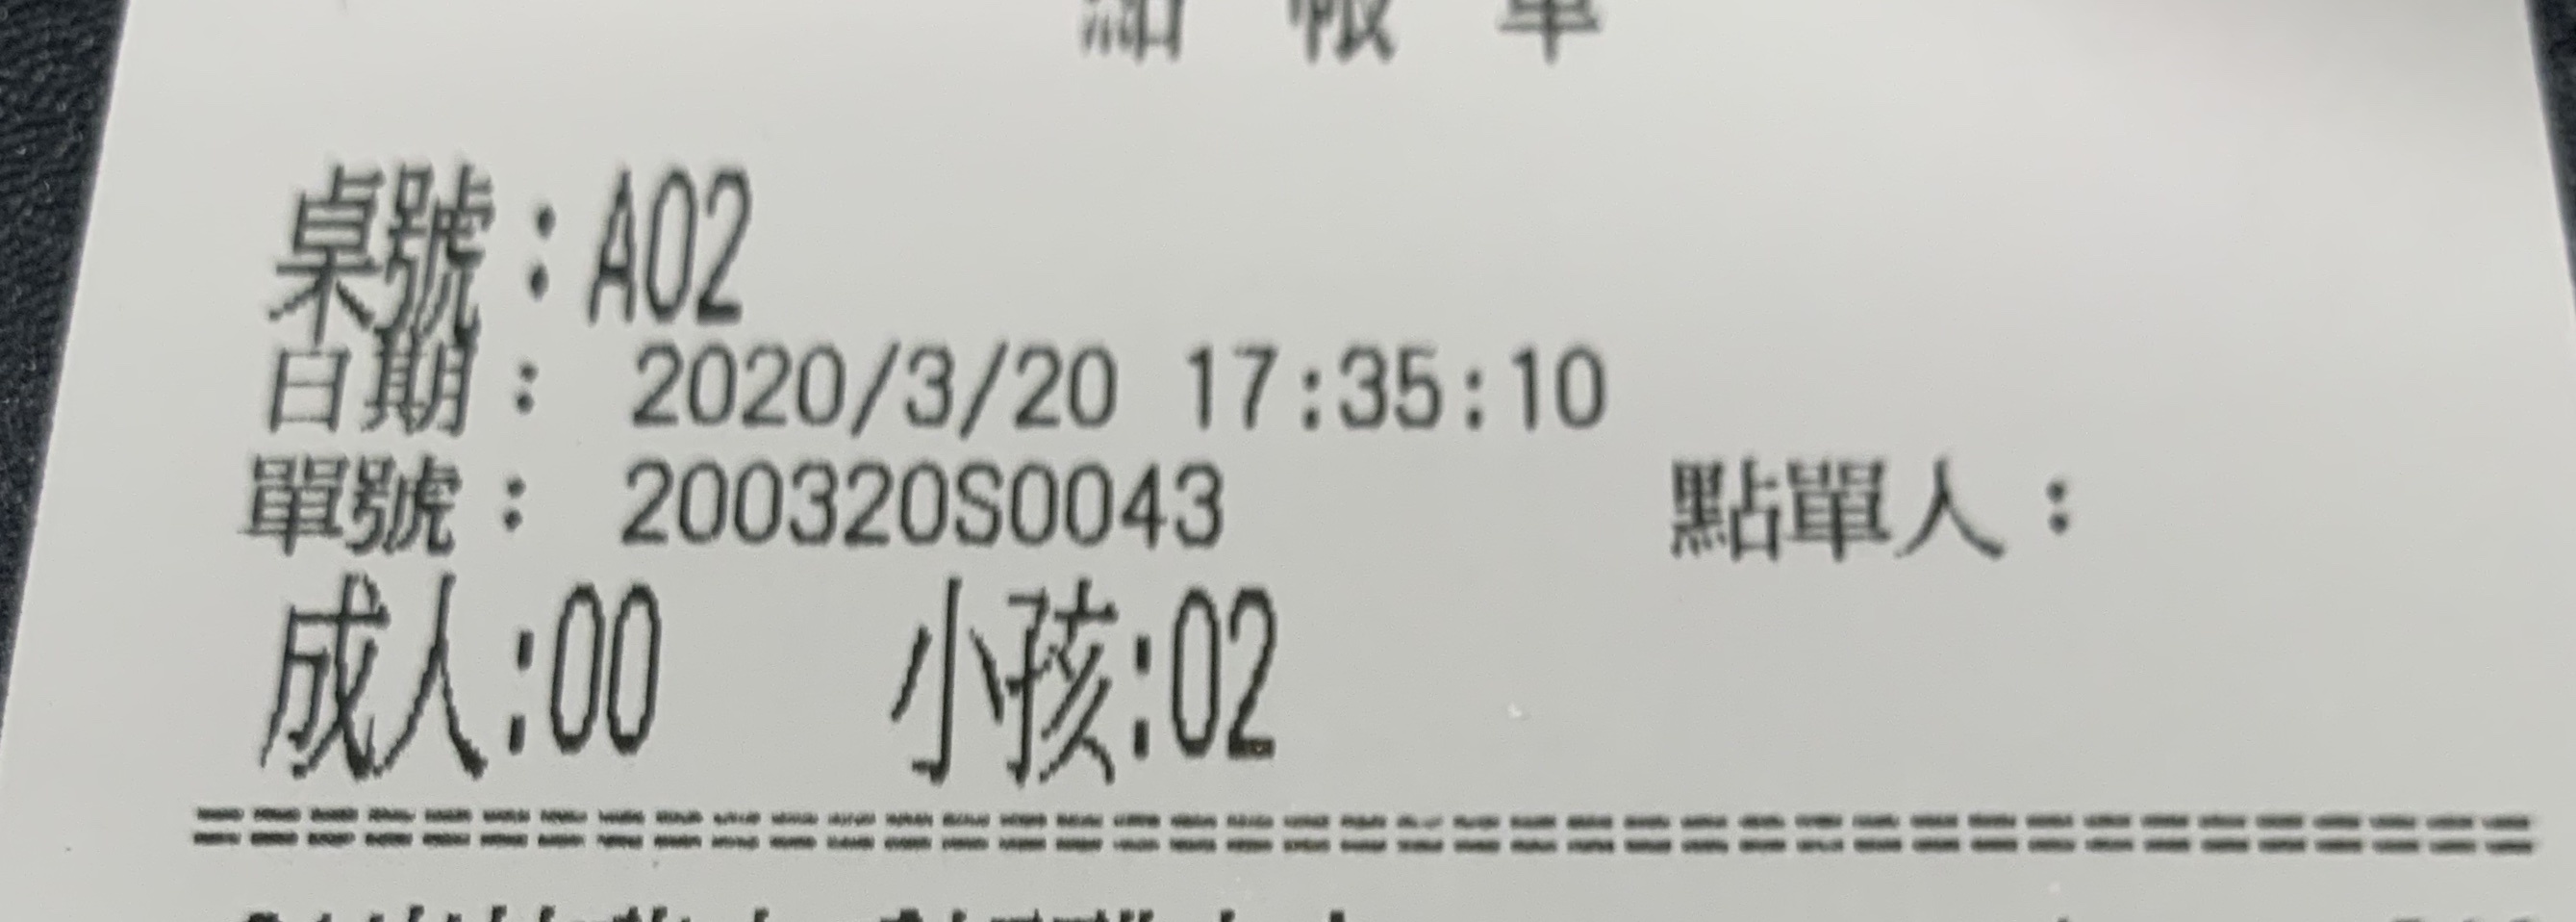 桌號：A02
日期： 2020/3/20 17:35:10
單號： 200320S0043 點單人：
成人:00 小孩:02